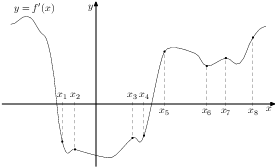 y = f'(x) y
x₁ x₂ x₃ x₄
x₅ x₆ x₇ x₈ x